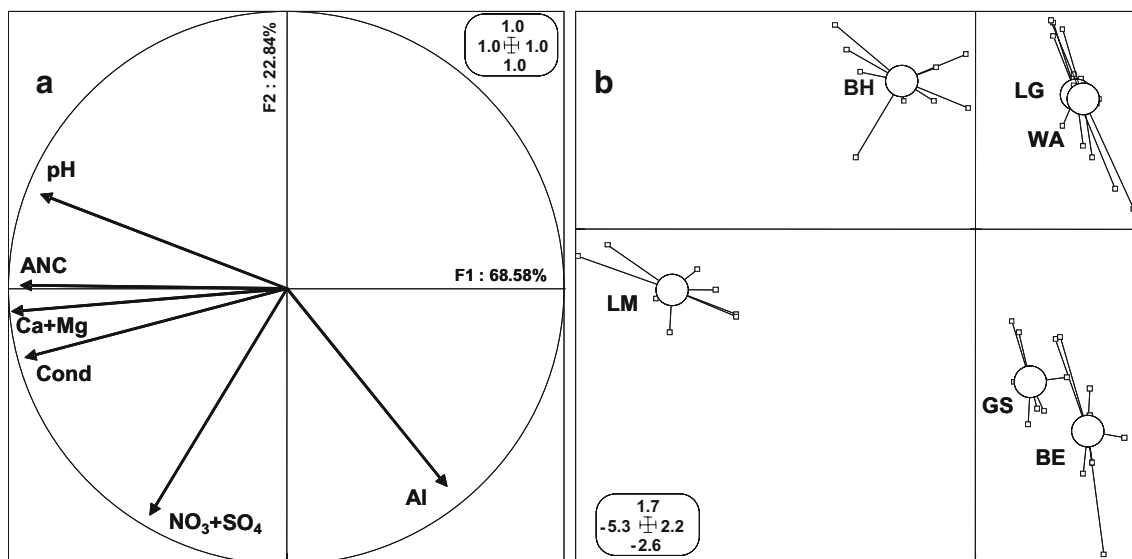 a
F2 : 22.84%
1.0
1.0 1.0
1.0
pH
ANC
F1 : 68.58%
Ca+Mg
Cond
NO₃+SO₄
Al
b
BH
LG
WA
LM
GS
BE
1.7
-5.3 2.2
-2.6